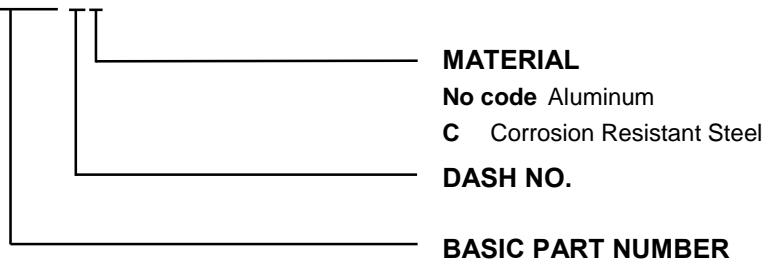 MATERIAL
No code Aluminum
C Corrosion Resistant Steel
DASH NO.
BASIC PART NUMBER